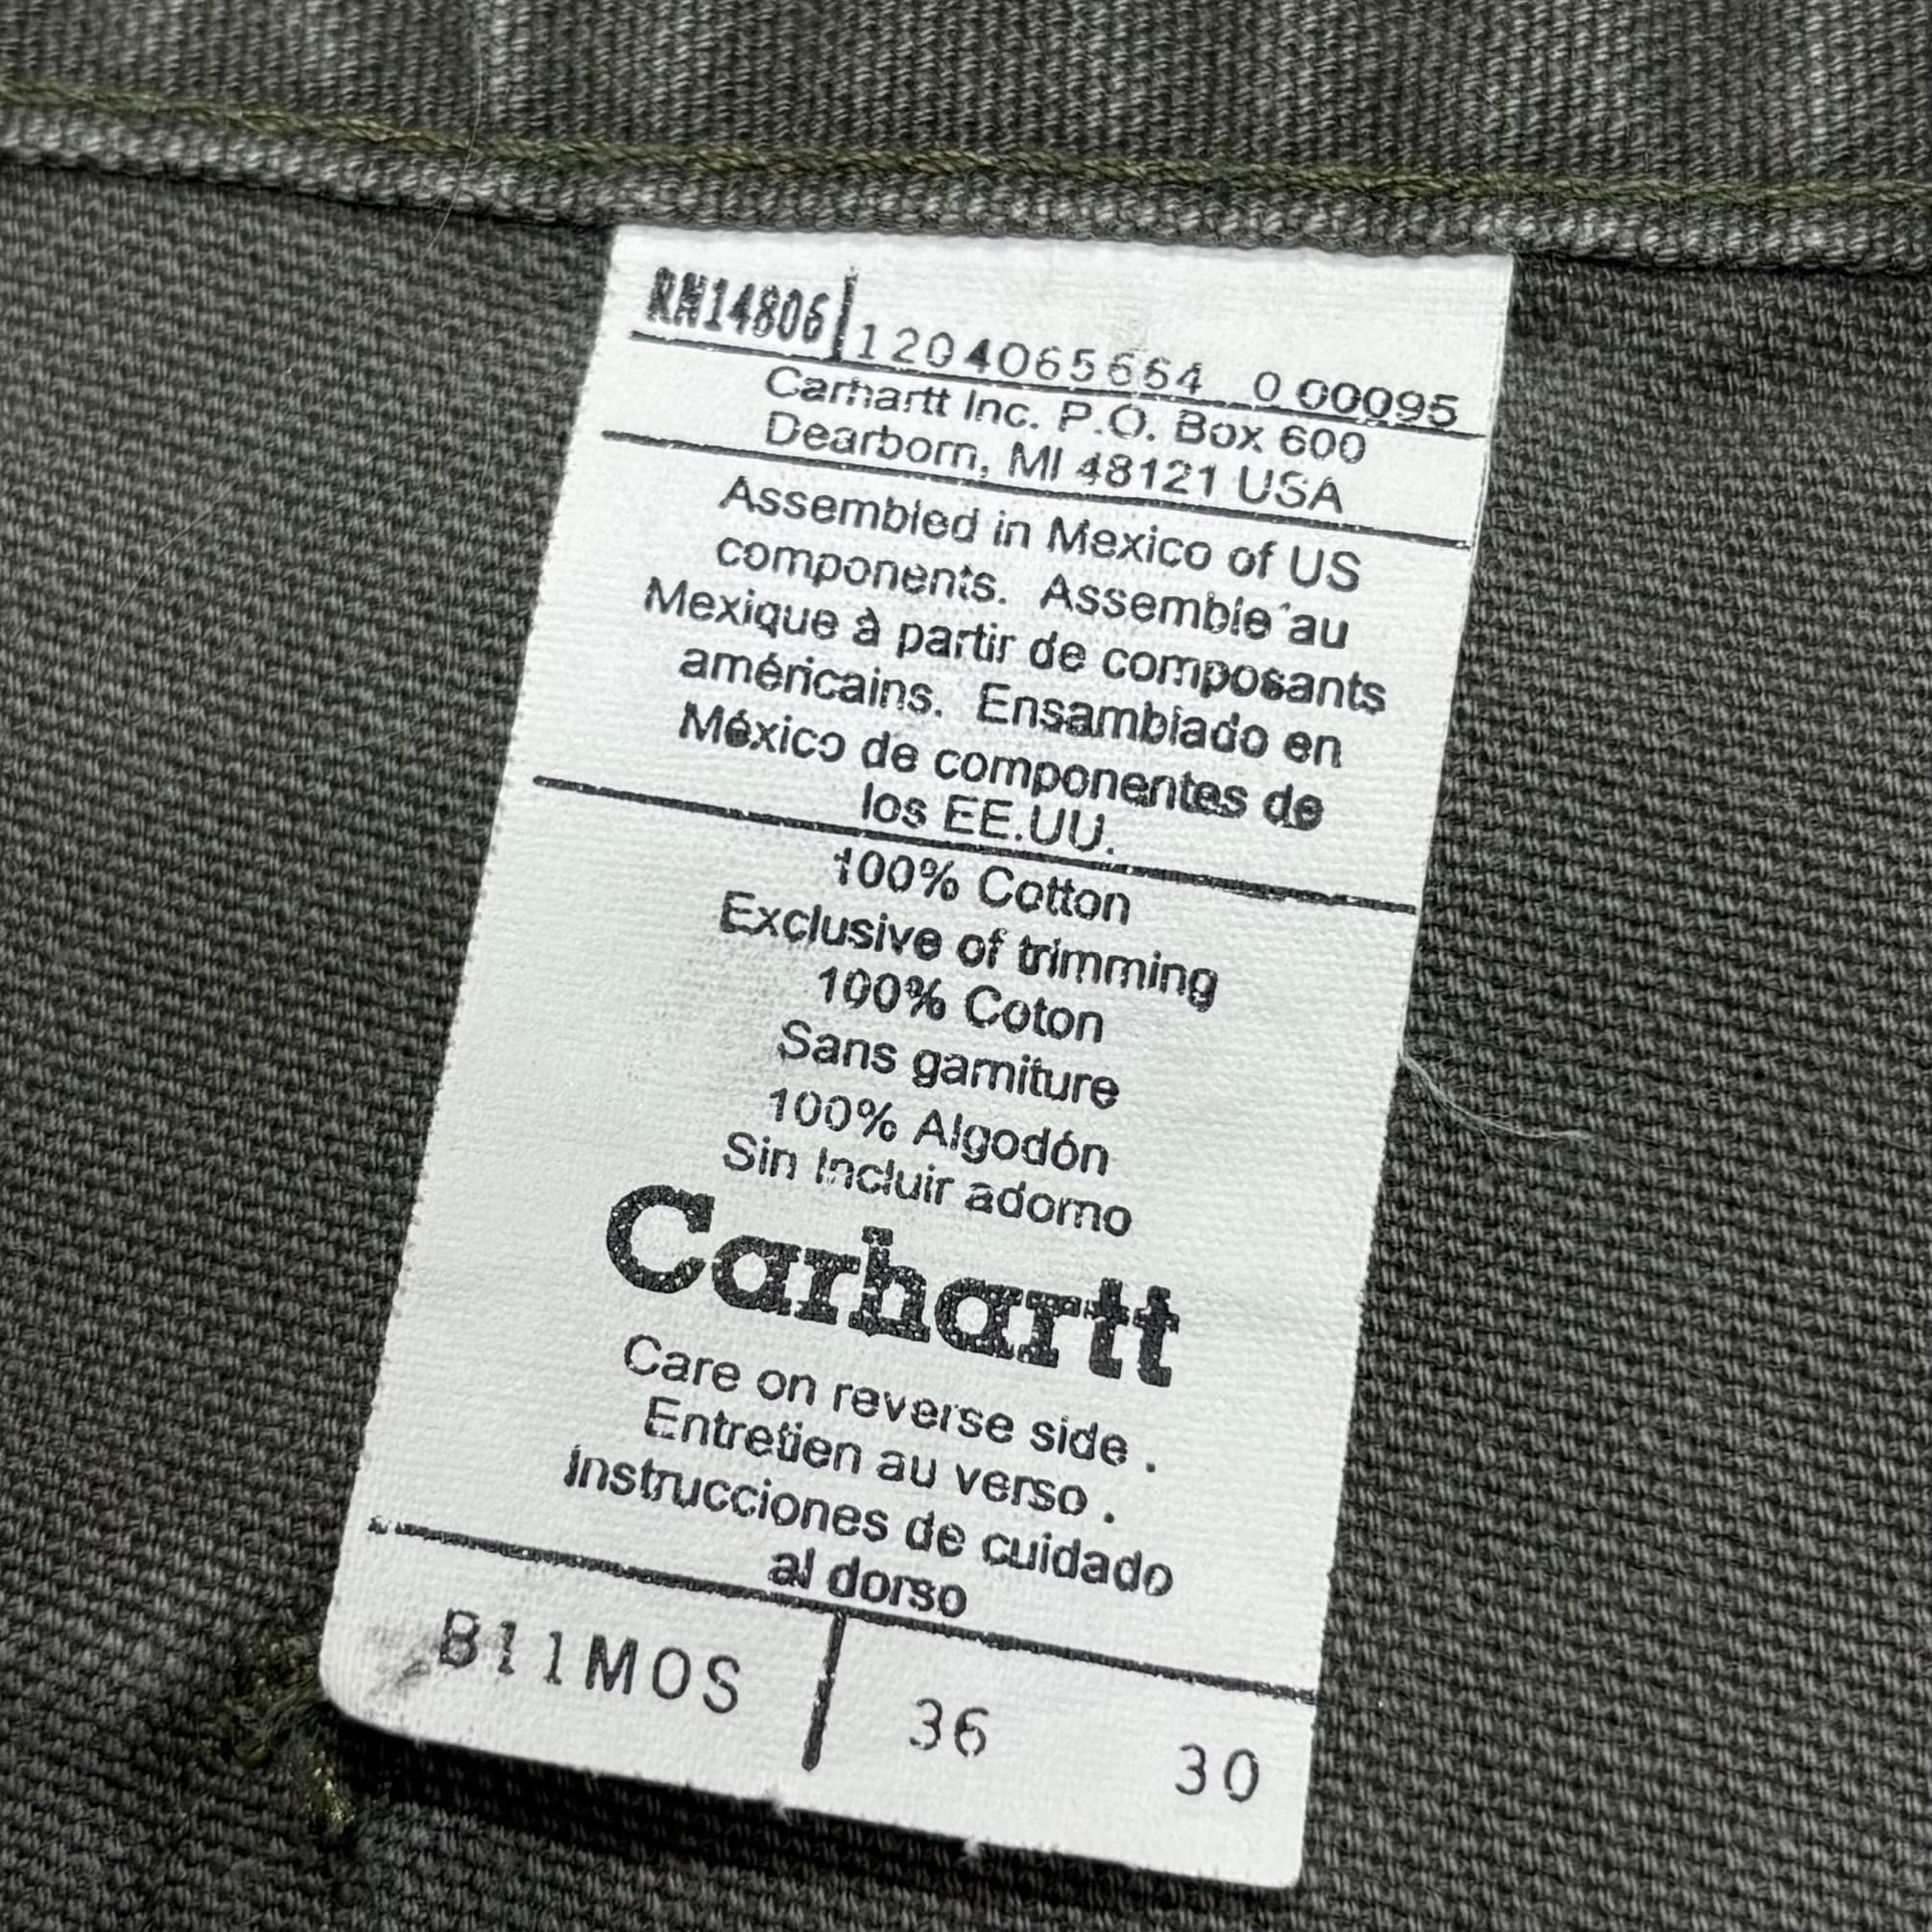 RN14806 1204065664 0 00095
Carhartt Inc. P.O. Box 600
Dearborn, MI 48121 USA
Assembled in Mexico of US
components. Assemble´au
Mexique à partir de composants
américains. Ensamblado en
México de componentes de
los EE.UU.
100% Cotton
Exclusive of trimming
100% Coton
Sans garniture
100% Algodón
Sin Incluir adorno
Carhartt
Care on reverse side .
Entretien au verso .
Instrucciones de cuidado
al dorso
B11MOS 36 30